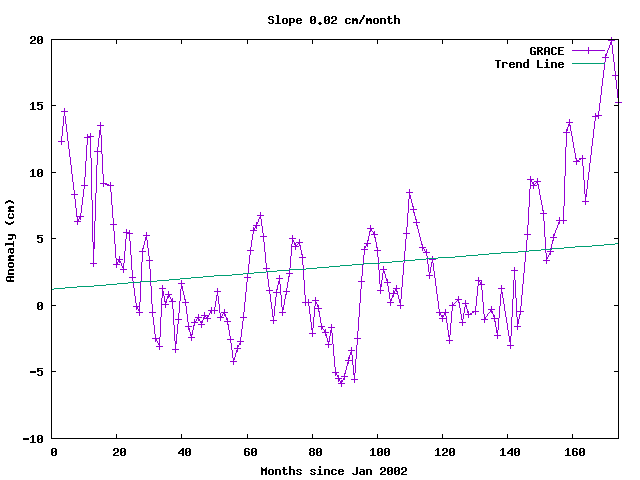 Slope 0.02 cm/month
GRACE
Trend Line
20
15
10
5
0
-5
-10
Anomaly (cm)
0 20 40 60 80 100 120 140 160
Months since Jan 2002